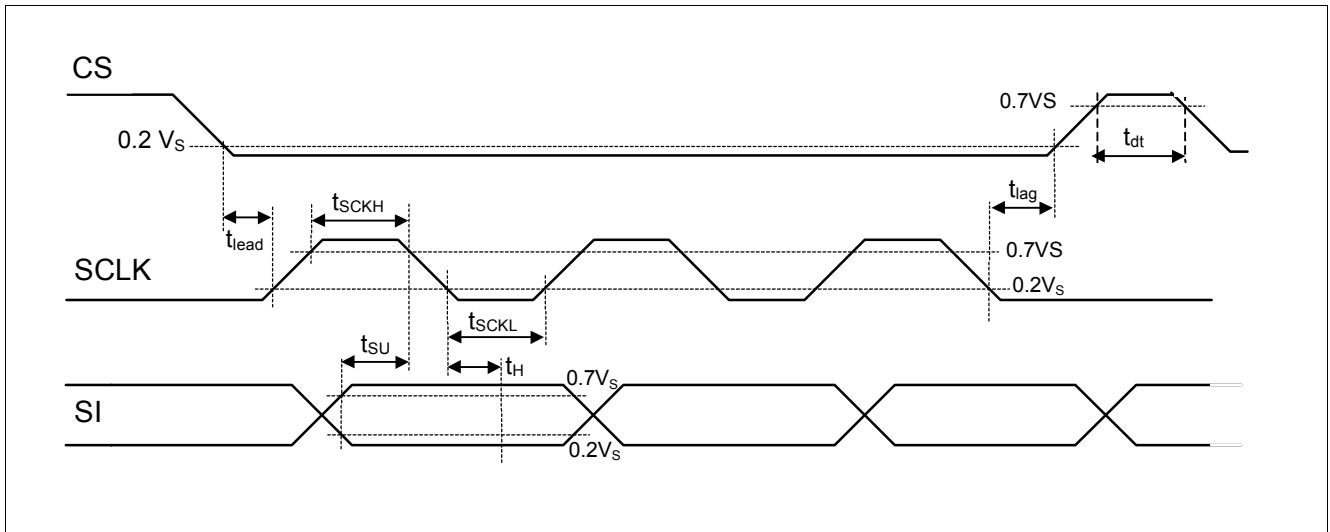 CS
0.7VS
0.2 VS
tdt
tSCKH
tlag
tlead
0.7VS
SCLK
0.2VS
tSCKL
tSU
tH
0.7VS
SI
0.2VS